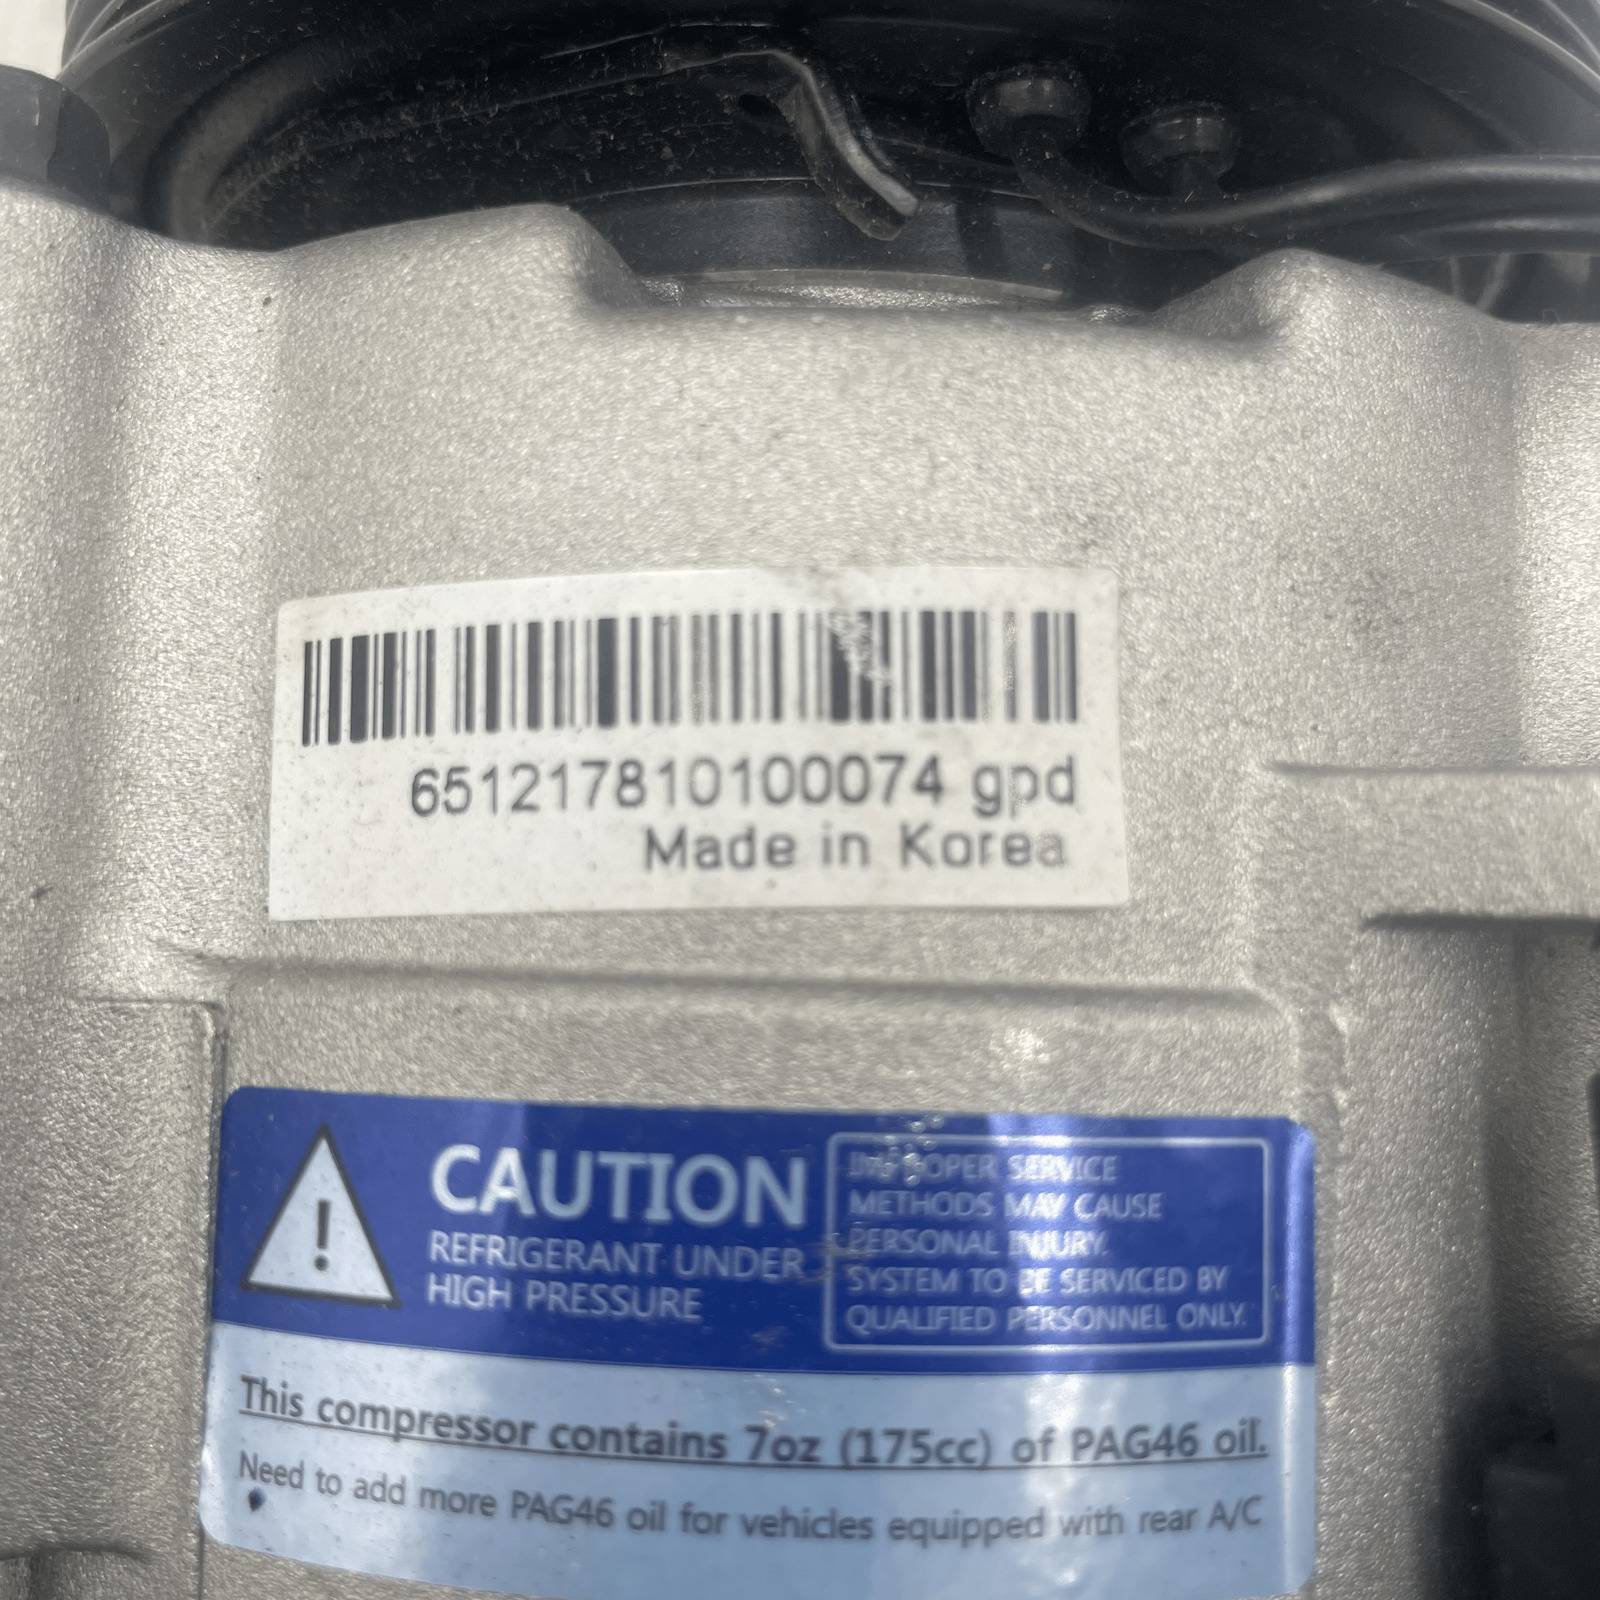 651217810100074 gpd
Made in Korea
!
CAUTION
REFRIGERANT UNDER
HIGH PRESSURE
IMPROPER SERVICE
METHODS MAY CAUSE
PERSONAL INJURY.
SYSTEM TO BE SERVICED BY
QUALIFIED PERSONNEL ONLY.
This compressor contains 7oz (175cc) of PAG46 oil.
Need to add more PAG46 oil for vehicles equipped with rear A/C